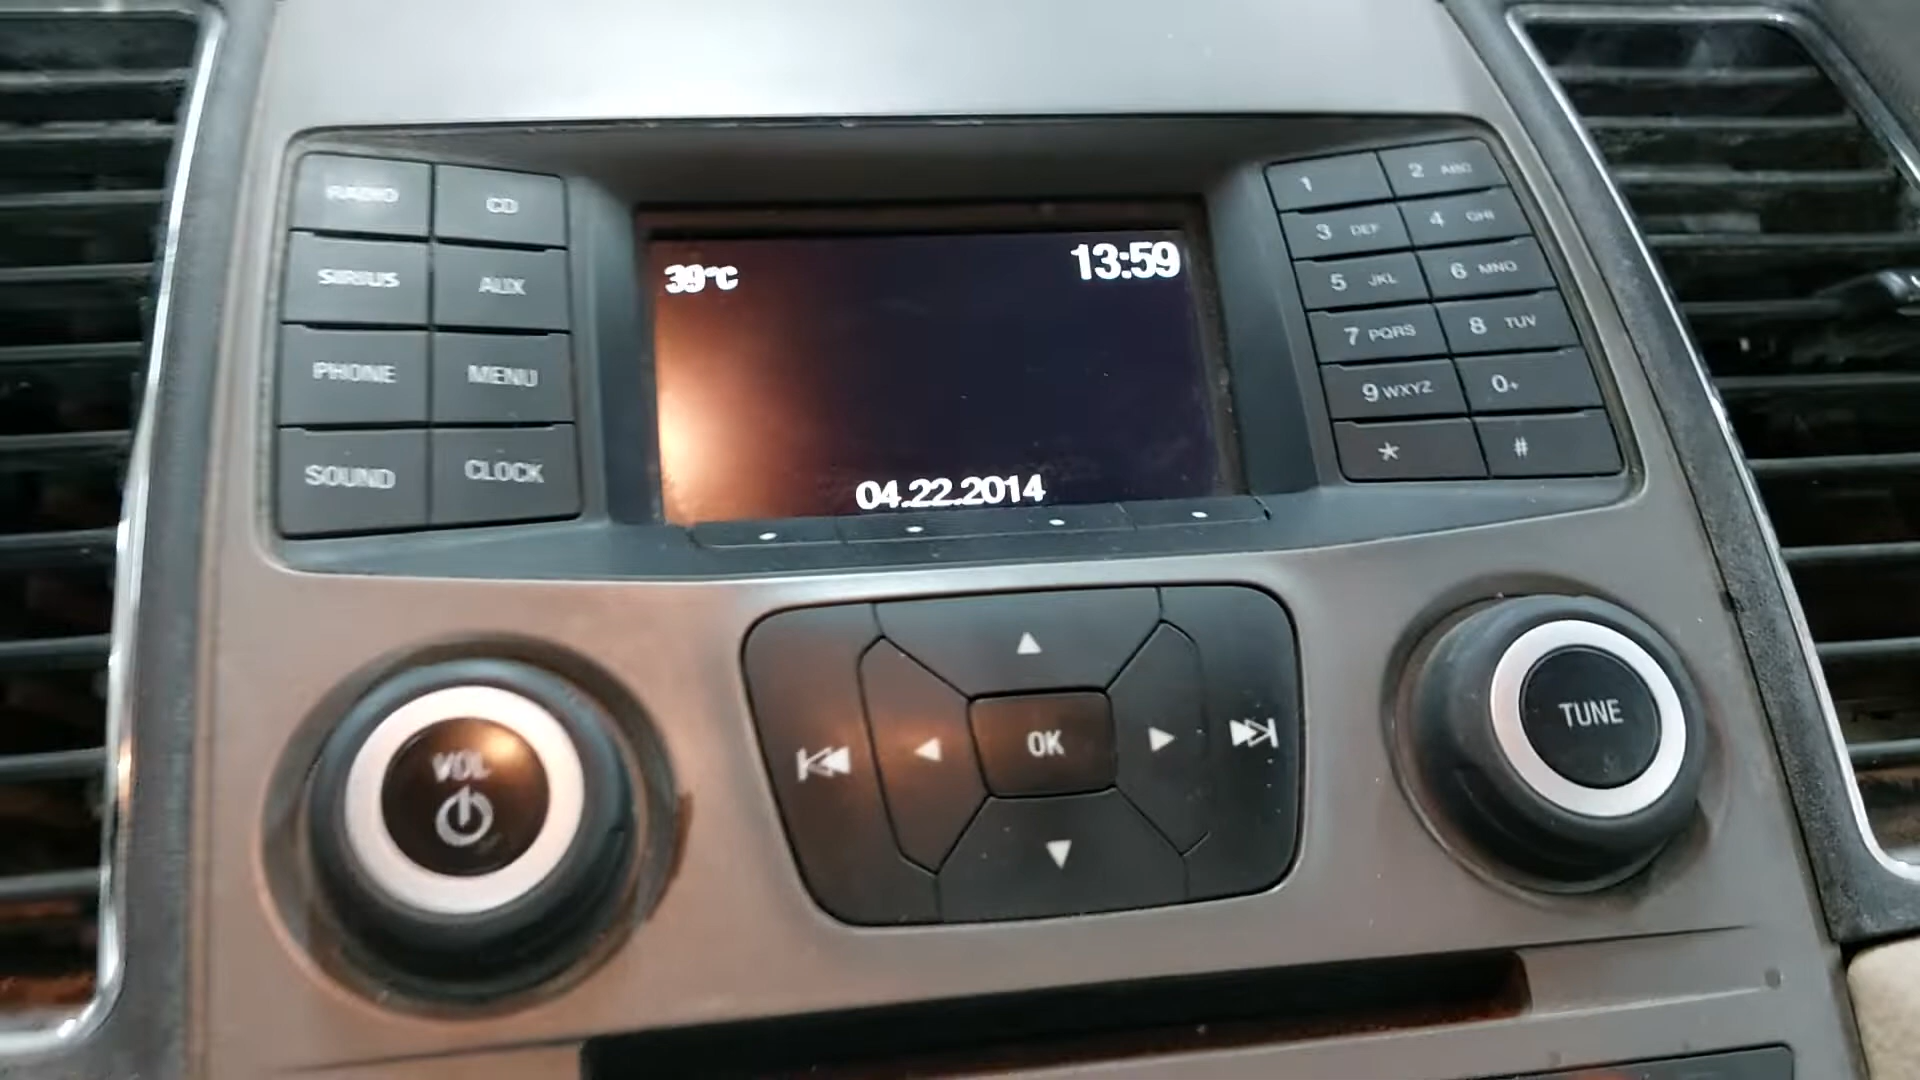 RADIO
CD
SIRIUS
AUX
PHONE
MENU
SOUND
CLOCK
39°C
13:59
04.22.2014
1
2 ABC
3 DEF
4 GHI
5 JKL
6 MNO
7 PQRS
8 TUV
9 WXYZ
0+
*
#
VOL
OK
TUNE